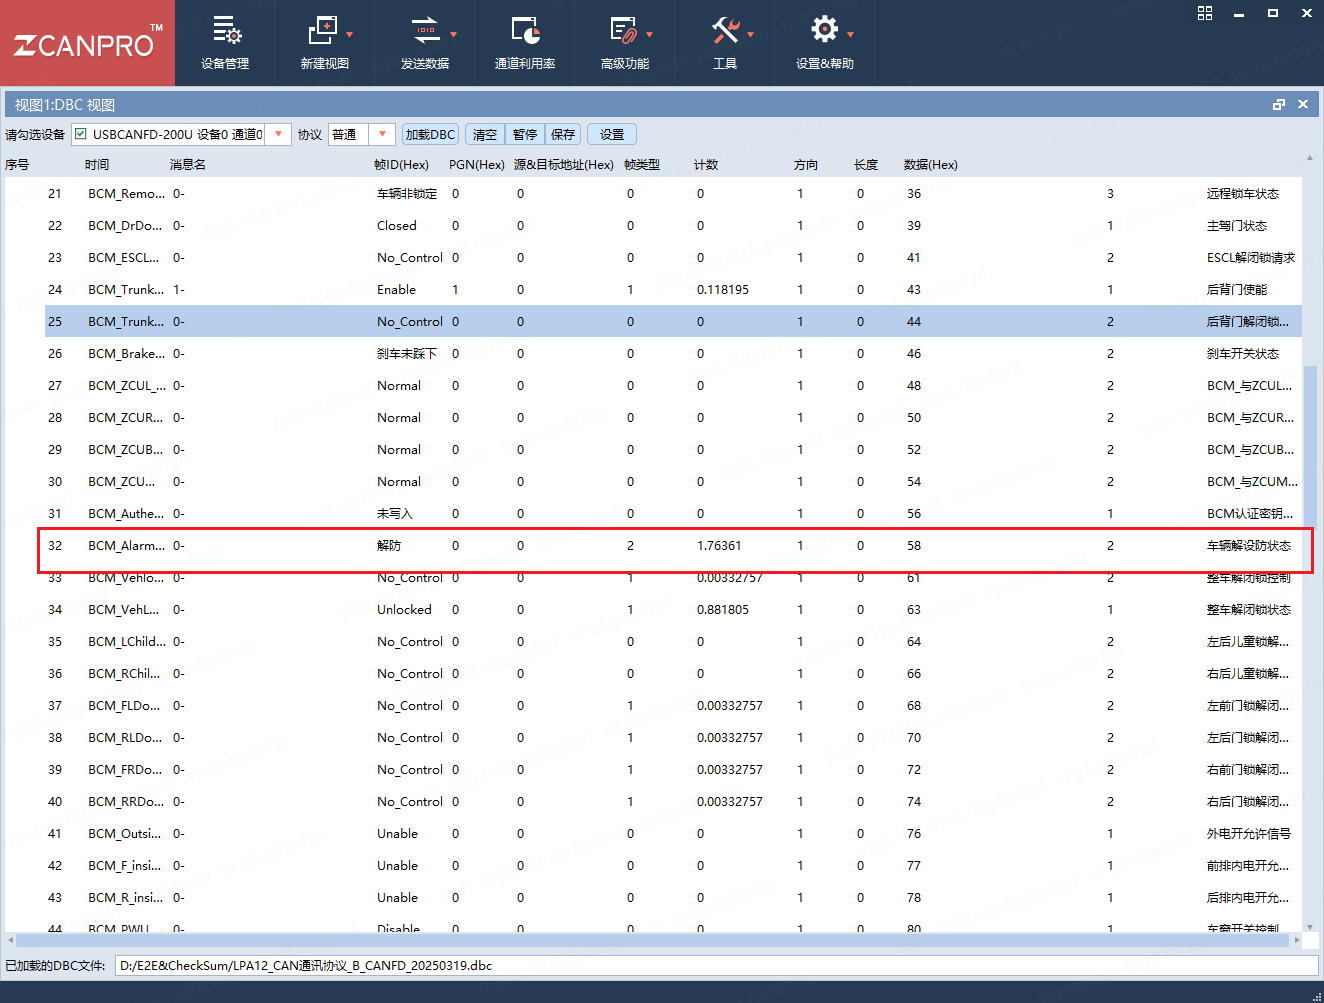 ZCANPRO™
设备管理 新建视图 发送数据 通道利用率 高级功能 工具 设置&帮助
视图1:DBC 视图
请勾选设备 USBCANFD-200U 设备0 通道0 协议 普通 加载DBC 清空 暂停 保存 设置
序号 时间 消息名 帧ID(Hex) PGN(Hex) 源&目标地址(Hex) 帧类型 计数 方向 长度 数据(Hex)
21 BCM_Remo... 0- 车辆非锁定 0 0 0 0 1 0 36 3 远程锁车状态
22 BCM_DrDo... 0- Closed 0 0 0 0 1 0 39 1 主驾门状态
23 BCM_ESCL... 0- No_Control 0 0 0 0 1 0 41 2 ESCL解闭锁请求
24 BCM_Trunk... 1- Enable 1 0 1 0.118195 1 0 43 1 后背门使能
25 BCM_Trunk... 0- No_Control 0 0 0 0 1 0 44 2 后背门解闭锁...
26 BCM_Brake... 0- 刹车未踩下 0 0 0 0 1 0 46 2 刹车开关状态
27 BCM_ZCUL_... 0- Normal 0 0 0 0 1 0 48 2 BCM_与ZCUL...
28 BCM_ZCUR... 0- Normal 0 0 0 0 1 0 50 2 BCM_与ZCUR...
29 BCM_ZCUB... 0- Normal 0 0 0 0 1 0 52 2 BCM_与ZCUB...
30 BCM_ZCU... 0- Normal 0 0 0 0 1 0 54 2 BCM_与ZCUM...
31 BCM_Authe... 0- 未写入 0 0 0 0 1 0 56 1 BCM认证密钥...
32 BCM_Alarm... 0- 解防 0 0 2 1.76361 1 0 58 2 车辆解设防状态
33 BCM_Vehlo... 0- No_Control 0 0 1 0.00332757 1 0 61 2 整车解闭锁控制
34 BCM_VehL... 0- Unlocked 0 0 1 0.881805 1 0 63 1 整车解闭锁状态
35 BCM_LChild... 0- No_Control 0 0 0 0 1 0 64 2 左后儿童锁解...
36 BCM_RChil... 0- No_Control 0 0 0 0 1 0 66 2 右后儿童锁解...
37 BCM_FLDo... 0- No_Control 0 0 1 0.00332757 1 0 68 2 左前门锁解闭...
38 BCM_RLDo... 0- No_Control 0 0 1 0.00332757 1 0 70 2 左后门锁解闭...
39 BCM_FRDo... 0- No_Control 0 0 1 0.00332757 1 0 72 2 右前门锁解闭...
40 BCM_RRDo... 0- No_Control 0 0 1 0.00332757 1 0 74 2 右后门锁解闭...
41 BCM_Outsi... 0- Unable 0 0 0 0 1 0 76 1 外电开允许信号
42 BCM_F_insi... 0- Unable 0 0 0 0 1 0 77 1 前排内电开允...
43 BCM_R_insi... 0- Unable 0 0 0 0 1 0 78 1 后排内电开允...
44 BCM_PWU... 0- Disable 0 0 0 0 1 0 80 1 车窗开关控制
已加载的DBC文件: D:/E2E&CheckSum/LPA12_CAN通讯协议_B_CANFD_20250319.dbc